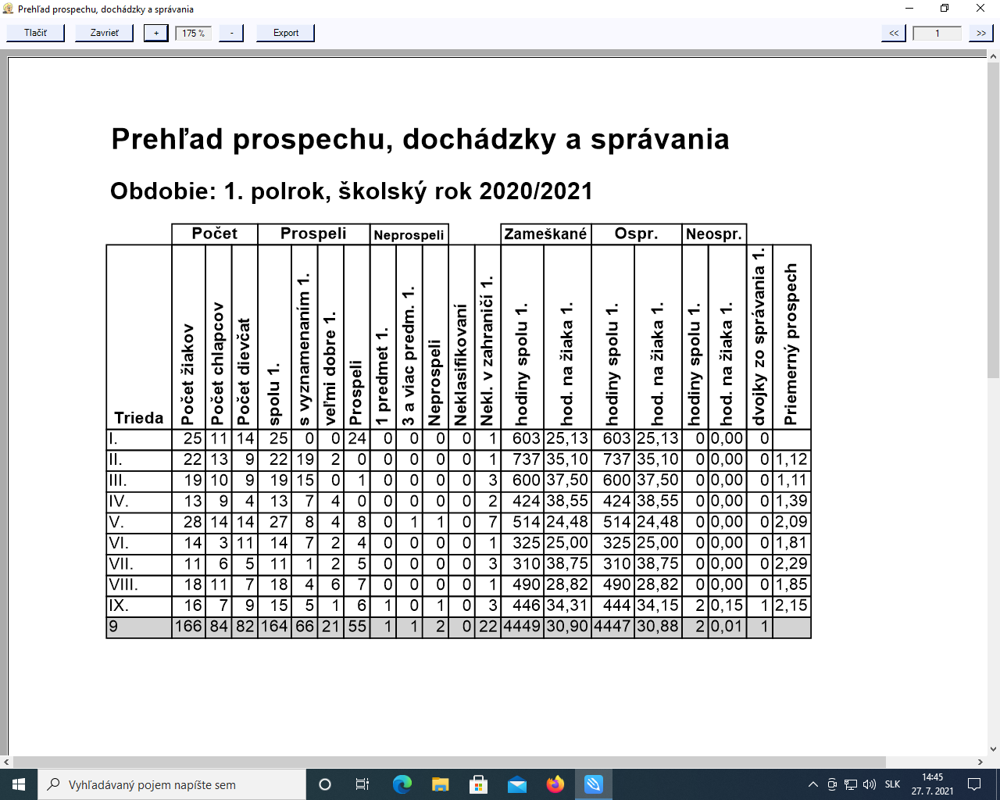 Prehľad prospechu, dochádzky a správania
Tlačiť Zavrieť + 175 % - Export << 1 >>
Prehľad prospechu, dochádzky a správania
Obdobie: 1. polrok, školský rok 2020/2021
Počet Prospeli Neprospeli Zameškané Ospr. Neospr.
Trieda Počet žiakov Počet chlapcov Počet dievčat spolu 1. s vyznamenaním 1. veľmi dobre 1. Prospeli 1 predmet 1. 3 a viac predm. 1. Neprospeli Neklasifikovaní Nekl. v zahraničí 1. hodiny spolu 1. hod. na žiaka 1. hodiny spolu 1. hod. na žiaka 1. hodiny spolu 1. hod. na žiaka 1. dvojky zo správania 1. Priemerný prospech
I. 25 11 14 25 0 0 24 0 0 0 0 1 603 25,13 603 25,13 0 0,00 0
II. 22 13 9 22 19 2 0 0 0 0 0 1 737 35,10 737 35,10 0 0,00 0 1,12
III. 19 10 9 19 15 0 1 0 0 0 0 3 600 37,50 600 37,50 0 0,00 0 1,11
IV. 13 9 4 13 7 4 0 0 0 0 0 2 424 38,55 424 38,55 0 0,00 0 1,39
V. 28 14 14 27 8 4 8 0 1 1 0 7 514 24,48 514 24,48 0 0,00 0 2,09
VI. 14 3 11 14 7 2 4 0 0 0 0 1 325 25,00 325 25,00 0 0,00 0 1,81
VII. 11 6 5 11 1 2 5 0 0 0 0 3 310 38,75 310 38,75 0 0,00 0 2,29
VIII. 18 11 7 18 4 6 7 0 0 0 0 1 490 28,82 490 28,82 0 0,00 0 1,85
IX. 16 7 9 15 5 1 6 1 0 1 0 3 446 34,31 444 34,15 2 0,15 1 2,15
9 166 84 82 164 66 21 55 1 1 2 0 22 4449 30,90 4447 30,88 2 0,01 1
Vyhľadávaný pojem napíšte sem SLK 14:45
27. 7. 2021